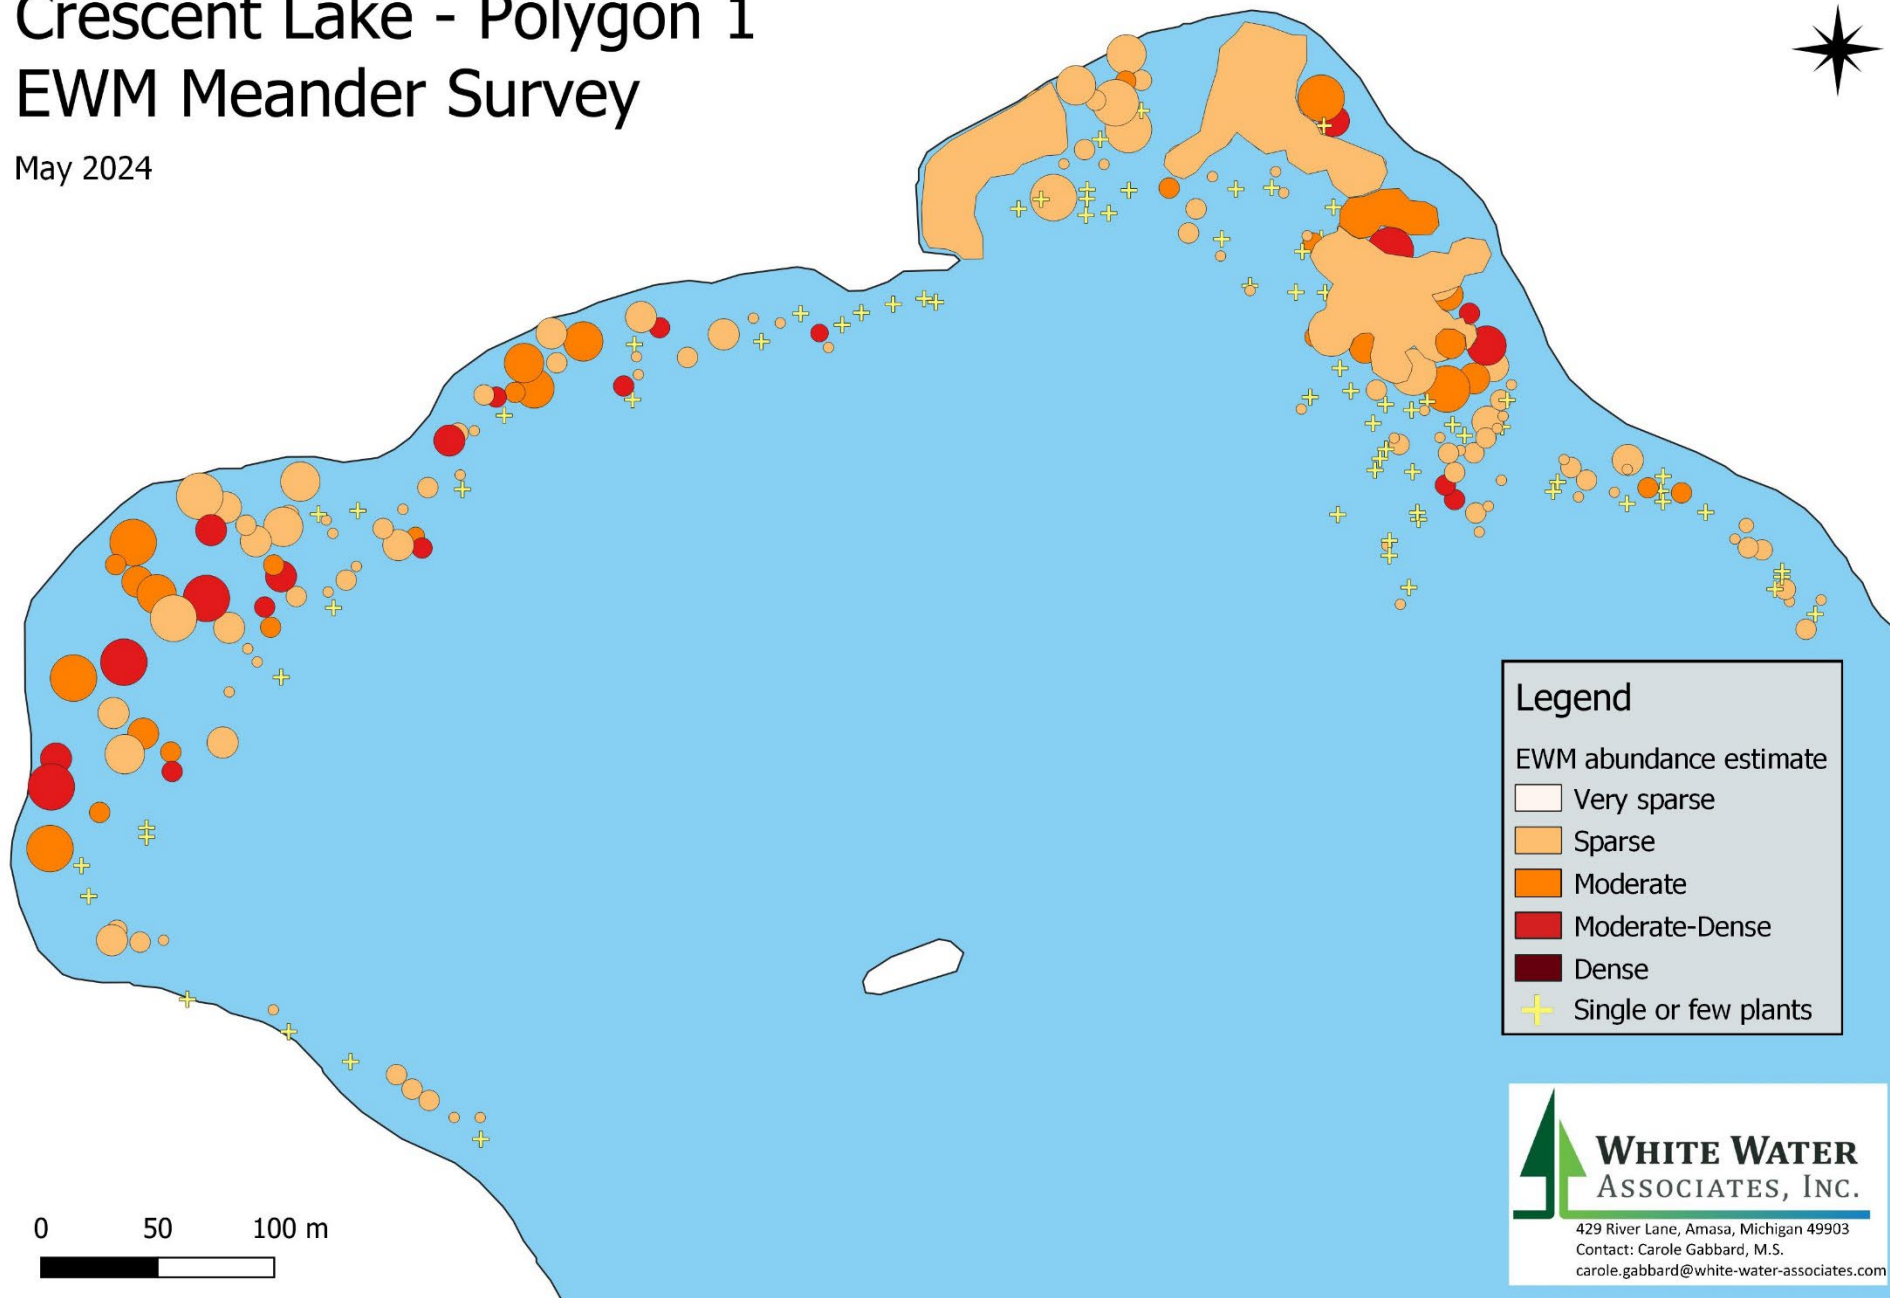 Crescent Lake - Polygon 1
EWM Meander Survey
May 2024
Legend
EWM abundance estimate
Very sparse
Sparse
Moderate
Moderate-Dense
Dense
Single or few plants
0 50 100 m
WHITE WATER
ASSOCIATES, INC.
429 River Lane, Amasa, Michigan 49903
Contact: Carole Gabbard, M.S.
carole.gabbard@white-water-associates.com